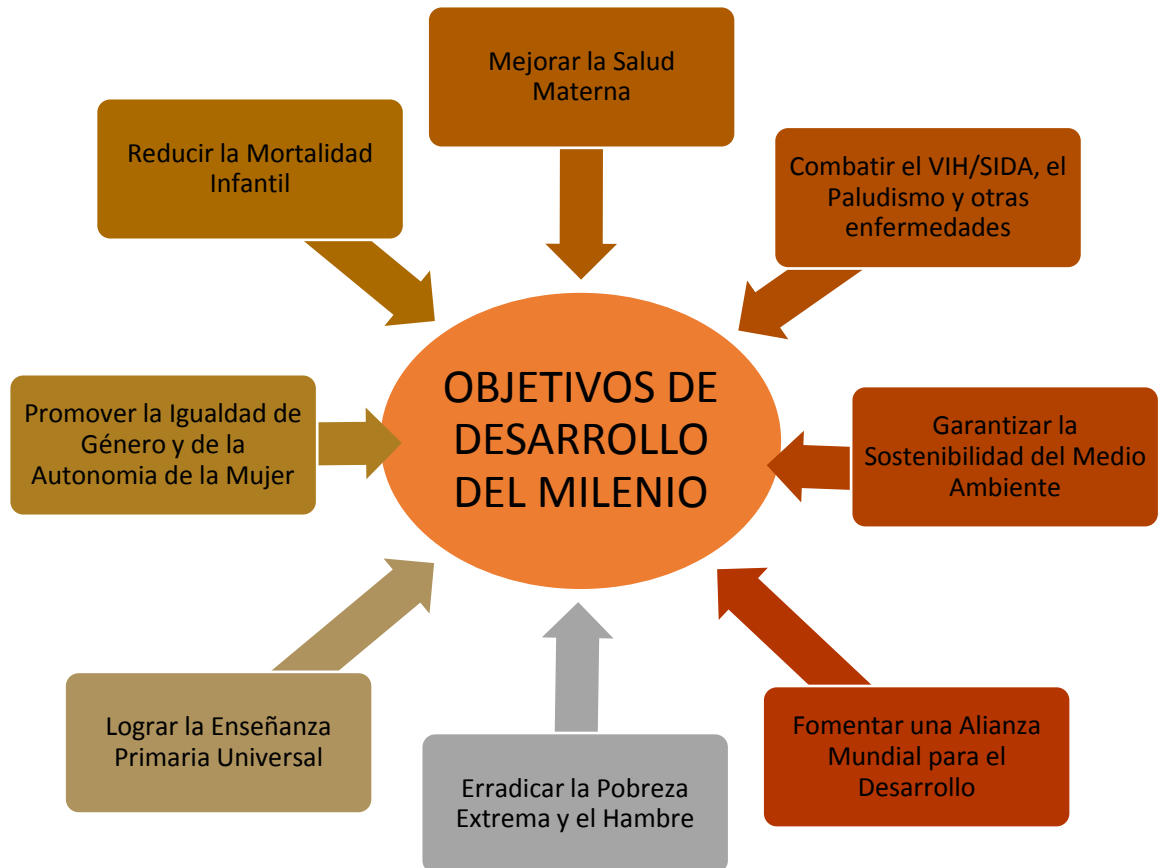 Mejorar la Salud
Materna
Reducir la Mortalidad
Infantil
Combatir el VIH/SIDA, el
Paludismo y otras
enfermedades
OBJETIVOS DE
DESARROLLO
DEL MILENIO
Promover la Igualdad de
Género y de la
Autonomia de la Mujer
Garantizar la
Sostenibilidad del Medio
Ambiente
Lograr la Enseñanza
Primaria Universal
Erradicar la Pobreza
Extrema y el Hambre
Fomentar una Alianza
Mundial para el
Desarrollo